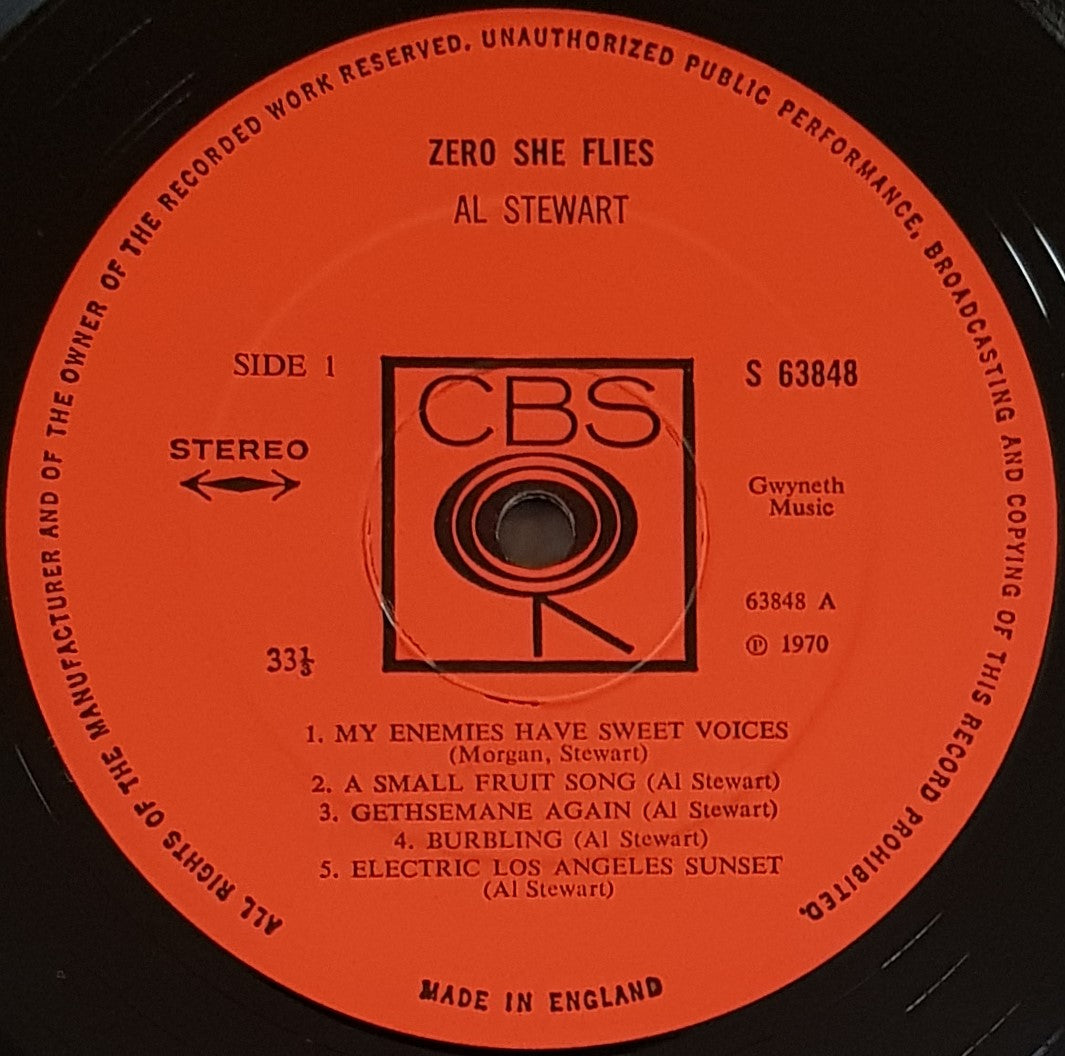 ALL RIGHTS OF THE MANUFACTURER AND OF THE OWNER OF THE RECORDED WORK RESERVED. UNAUTHORIZED PUBLIC PERFORMANCE, BROADCASTING AND COPYING OF THIS RECORD PROHIBITED.
ZERO SHE FLIES
AL STEWART
SIDE 1
S 63848
CBS
STEREO
Gwyneth
Music
63848 A
℗ 1970
33⅓
1. MY ENEMIES HAVE SWEET VOICES
(Morgan, Stewart)
2. A SMALL FRUIT SONG (Al Stewart)
3. GETHSEMANE AGAIN (Al Stewart)
4. BURBLING (Al Stewart)
5. ELECTRIC LOS ANGELES SUNSET
(Al Stewart)
MADE IN ENGLAND